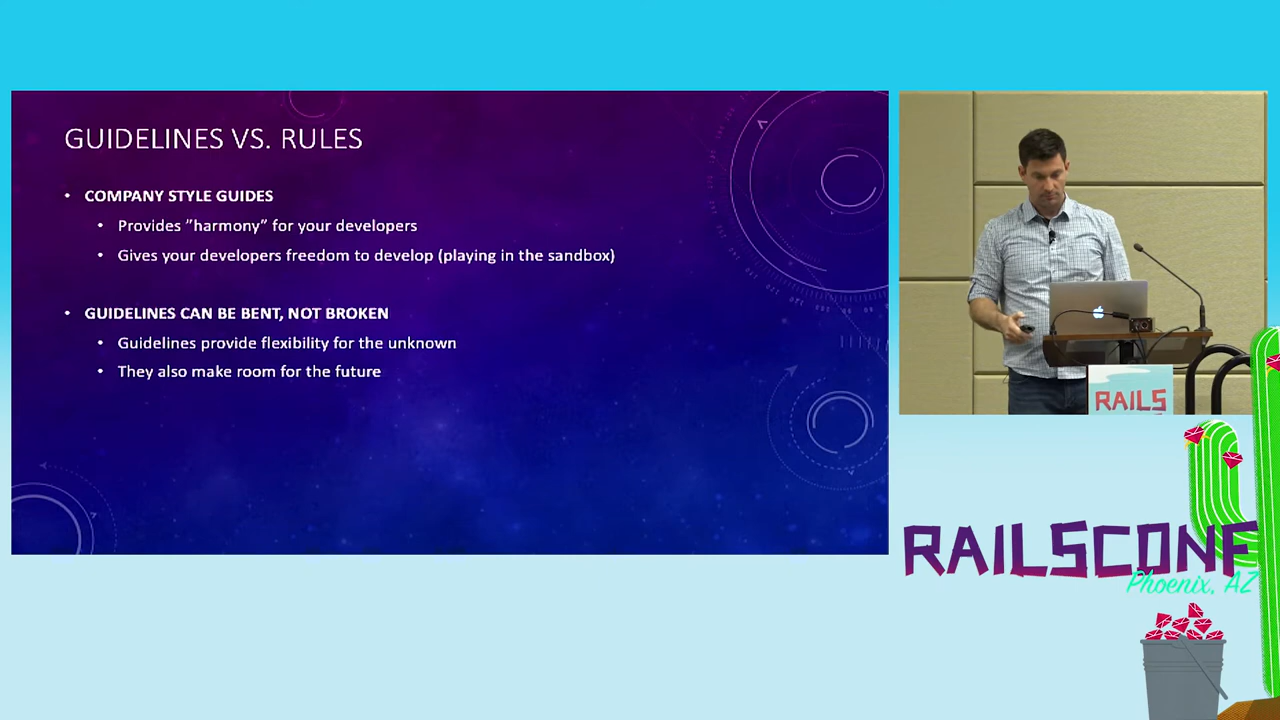 GUIDELINES VS. RULES
• COMPANY STYLE GUIDES
• Provides ”harmony” for your developers
• Gives your developers freedom to develop (playing in the sandbox)
• GUIDELINES CAN BE BENT, NOT BROKEN
• Guidelines provide flexibility for the unknown
• They also make room for the future
RAILS
RAILSCONF
Phoenix, AZ